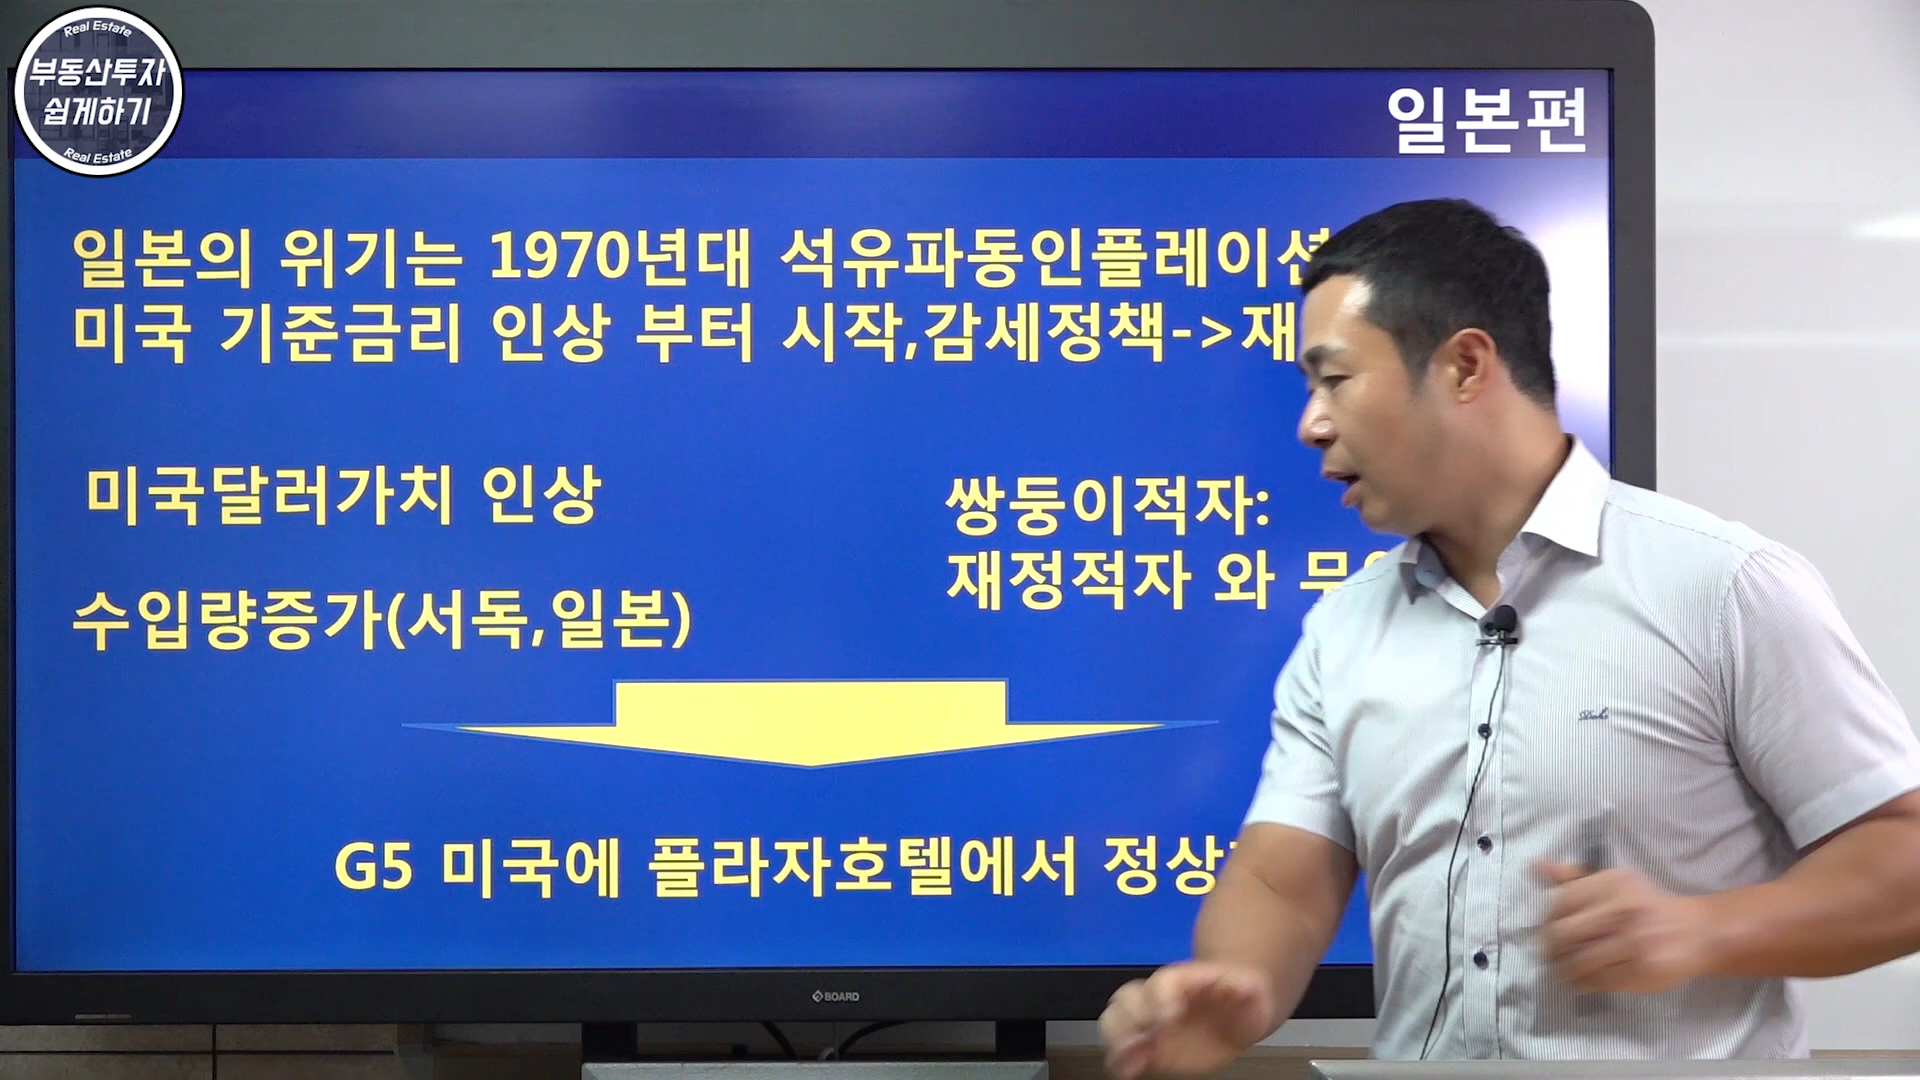 Real Estate
부동산투자
쉽게하기
Real Estate
일본편
일본의 위기는 1970년대 석유파동인플레이션
미국 기준금리 인상 부터 시작,감세정책->재
미국달러가치 인상
쌍둥이적자:
재정적자 와
수입량증가(서독,일본)
G5 미국에 플라자호텔에서 정상
BOARD